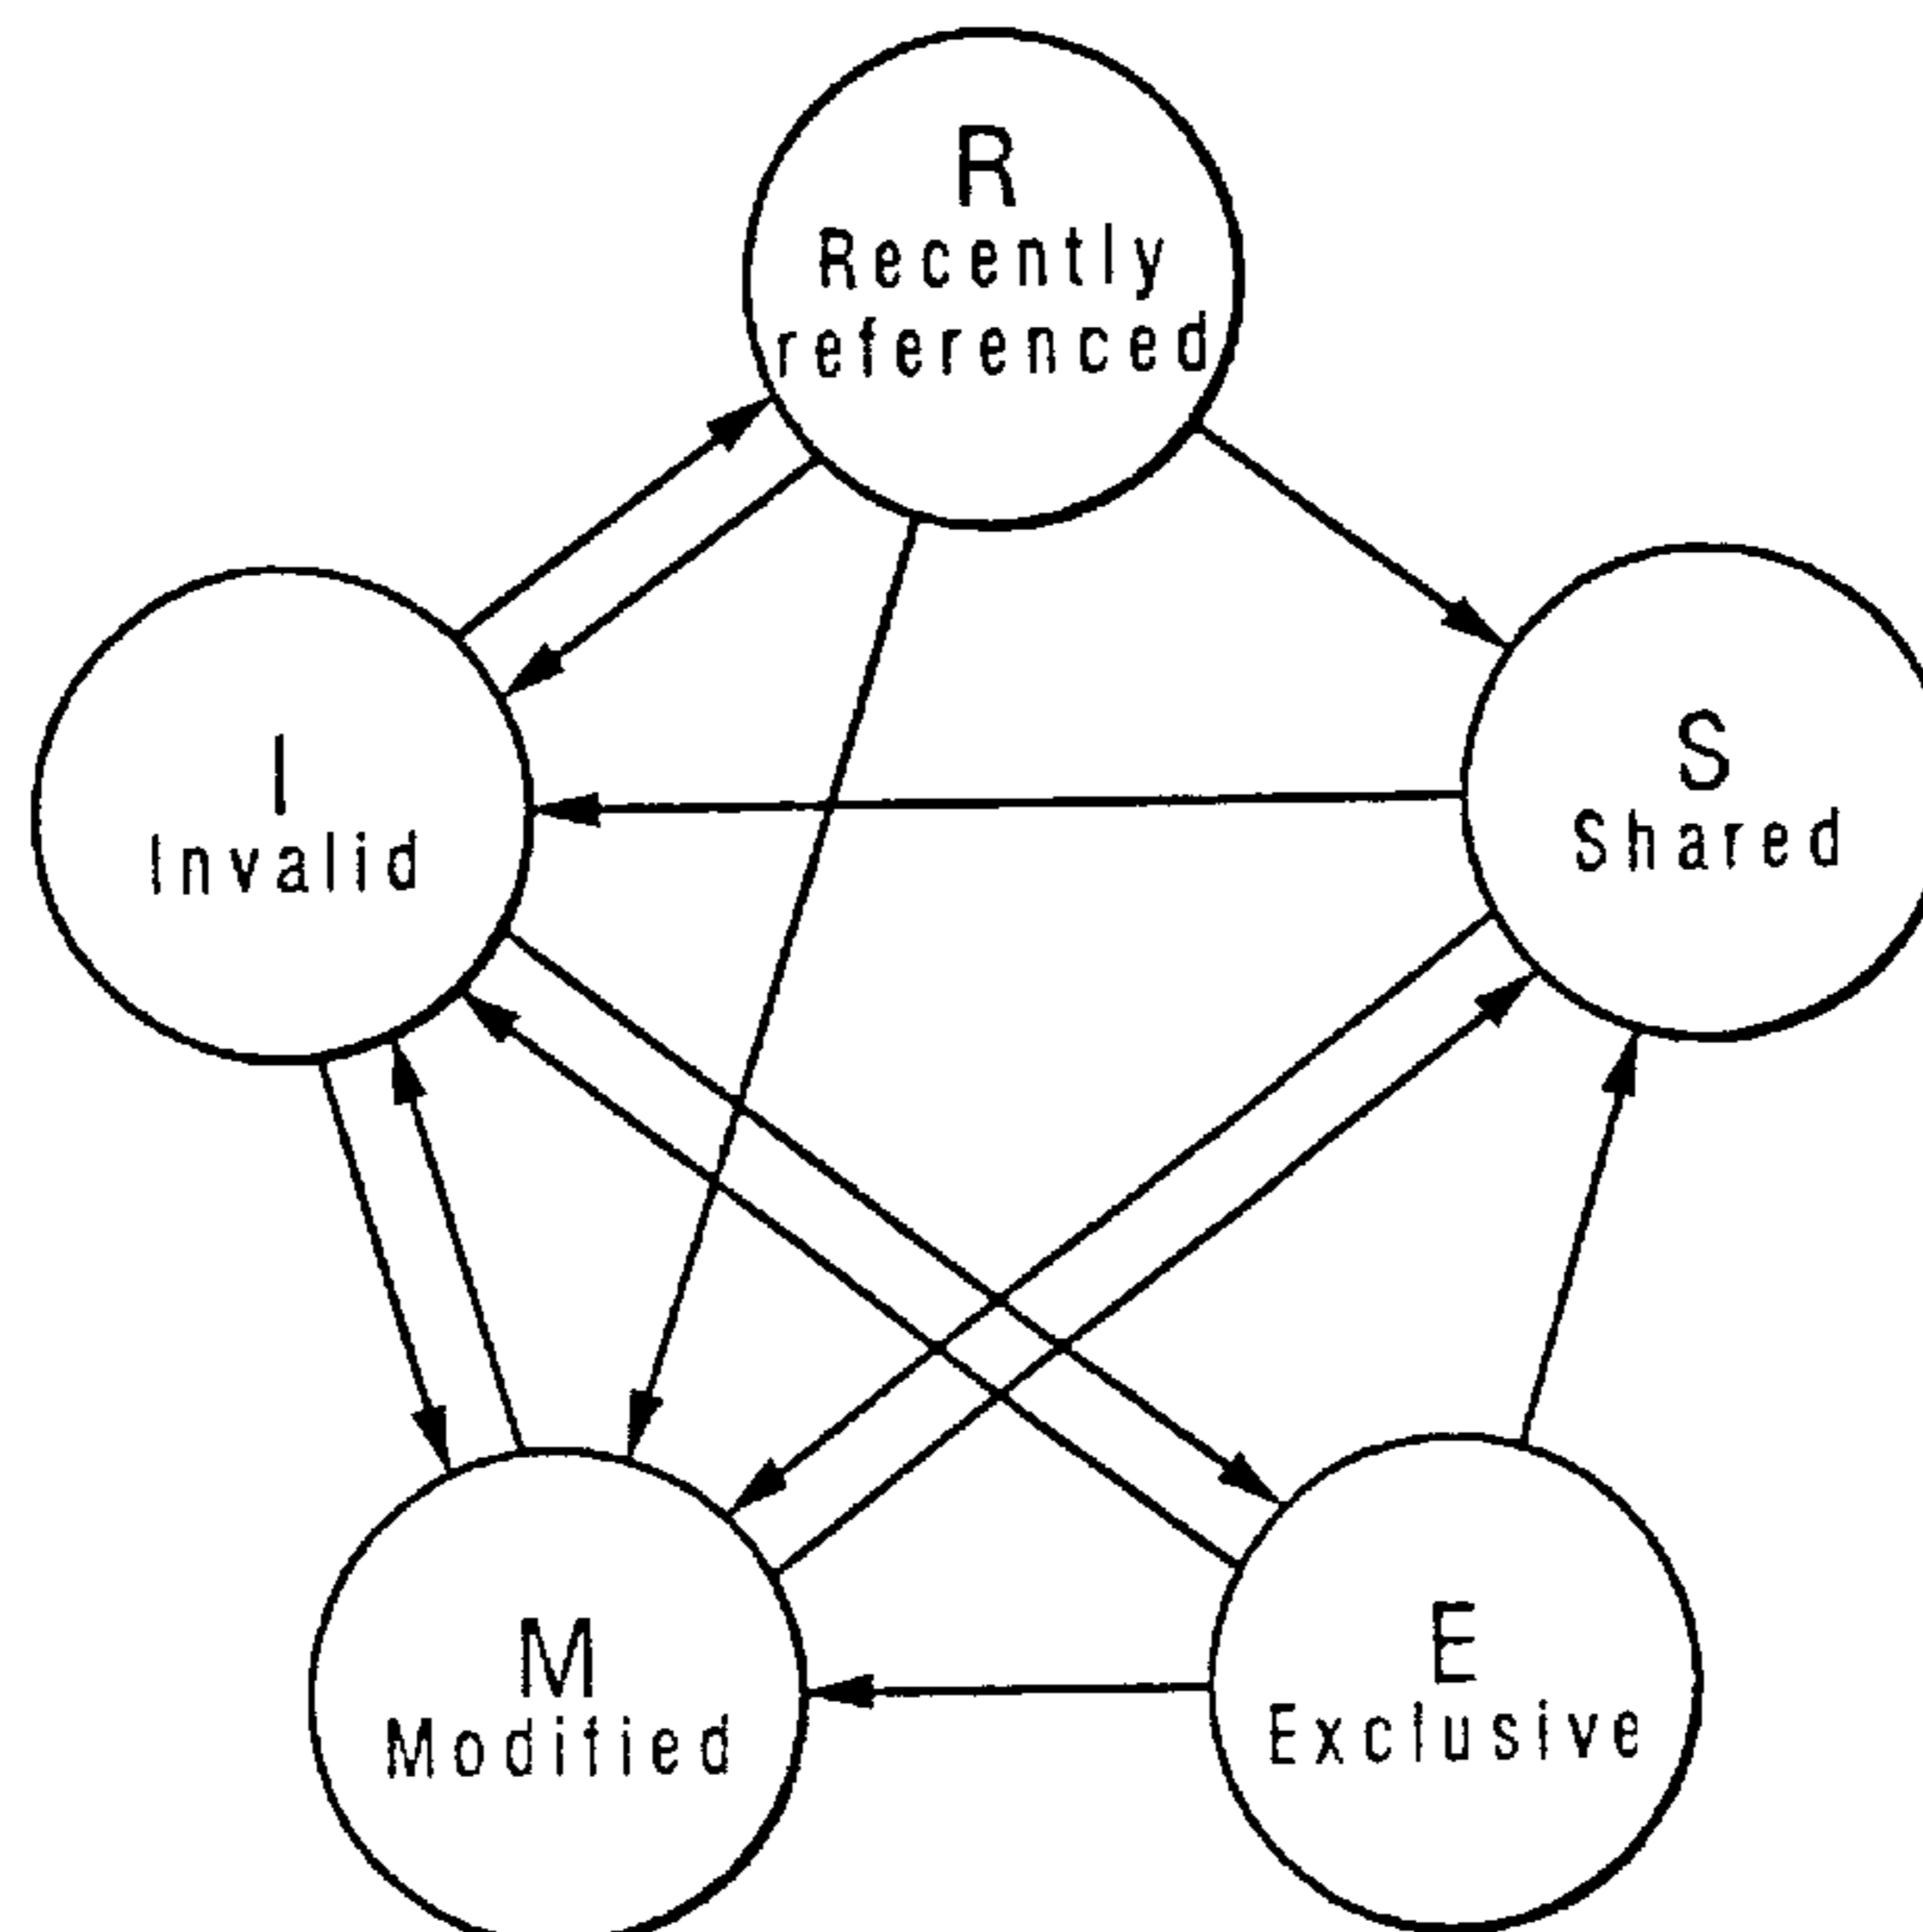 R
Recently
referenced
I
Invalid
S
Shared
M
Modified
E
Exclusive